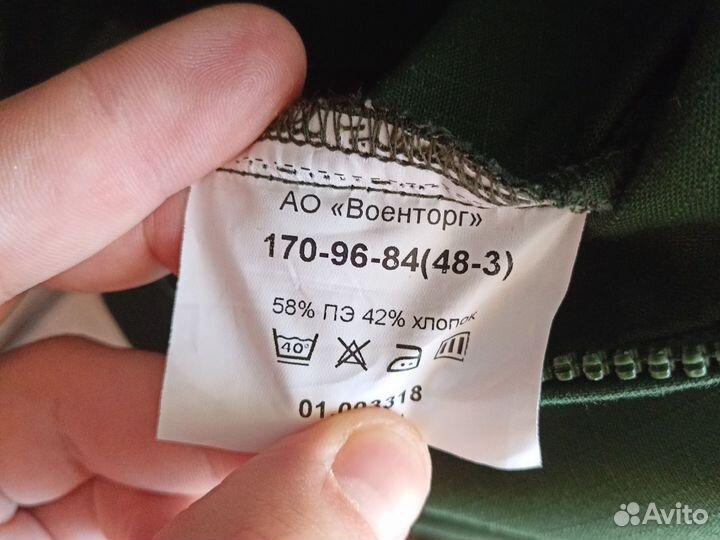 АО «Военторг»
170-96-84(48-3)
58% ПЭ 42% хлопок
40°
Avito